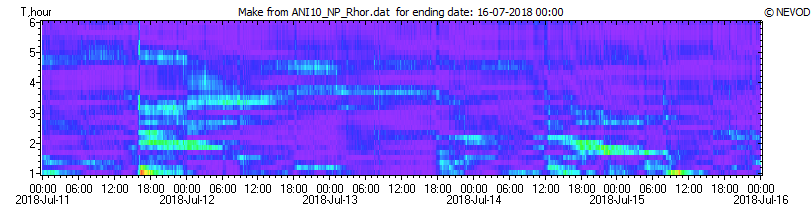 T,hour Make from ANI10_NP_Rhor.dat for ending date: 16-07-2018 00:00 © NEVOD
6
5
4
3
2
1
00:00 06:00 12:00 18:00 00:00 06:00 12:00 18:00 00:00 06:00 12:00 18:00 00:00 06:00 12:00 18:00 00:00 06:00 12:00 18:00 00:00
2018-Jul-11 2018-Jul-12 2018-Jul-13 2018-Jul-14 2018-Jul-15 2018-Jul-16